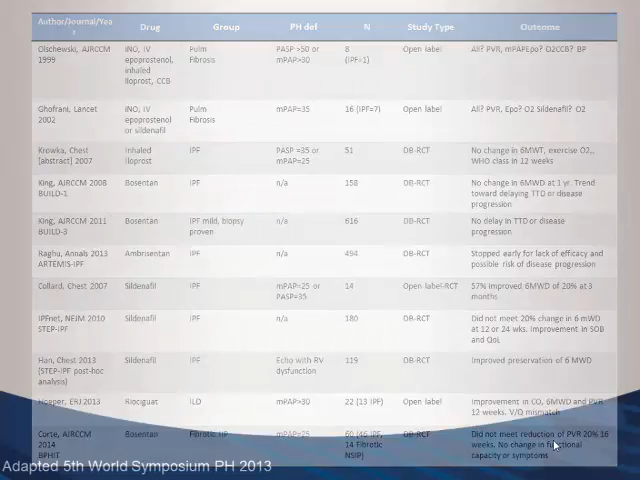 Author/Journal/Yea
r
Drug
Group
PH def
N
Study Type
Outcome
Olschewski, AJRCCM
1999
iNO, IV
epoprostenol,
inhaled
iloprost, CCB
Pulm
Fibrosis
PASP >50 or
mPAP>30
8
(IPF=1)
Open label
All? PVR, mPAPEpo? O2CCB? BP
Ghofrani, Lancet
2002
iNO, IV
epoprostenol
or sildenafil
Pulm
Fibrosis
mPAP=35
16 (IPF=7)
Open label
All? PVR, Epo? O2 Sildenafil? O2
Krowka, Chest
[abstract] 2007
Inhaled
Iloprost
IPF
PASP =35 or
mPAP=25
51
DB-RCT
No change in 6MWT, exercise O2,,
WHO class in 12 weeks
King, AJRCCM 2008
BUILD-1
Bosentan
IPF
n/a
158
DB-RCT
No change in 6MWD at 1 yr. Trend
toward delaying TTD or disease
progression
King, AJRCCM 2011
BUILD-3
Bosentan
IPF mild, biopsy
proven
n/a
616
DB-RCT
No delay in TTD or disease
progression
Raghu, Annals 2013
ARTEMIS-IPF
Ambrisentan
IPF
n/a
494
DB-RCT
Stopped early for lack of efficacy and
possible risk of disease progression
Collard, Chest 2007
Sildenafil
IPF
mPAP=25 or
PASP=35
14
Open label-RCT
57% improved 6MWD of 20% at 3
months
IPFnet, NEJM 2010
STEP-IPF
Sildenafil
IPF
n/a
180
DB-RCT
Did not meet 20% change in 6 mWD
at 12 or 24 wks. Improvement in SOB
and QoL
Han, Chest 2013
(STEP-IPF post-hoc
analysis)
Sildenafil
IPF
Echo with RV
dysfunction
119
DB-RCT
Improved preservation of 6 MWD
Hoeper, ERJ 2013
Riociguat
ILD
mPAP>30
22 (13 IPF)
Open label
Improvement in CO, 6MWD and PVR
12 weeks. V/Q mismatch
Corte, AJRCCM
2014
BPHIT
Bosentan
Fibrotic IIP
mPAP=25
60 (46 IPF,
14 Fibrotic
NSIP)
DB-RCT
Did not meet reduction of PVR 20% 16
weeks. No change in functional
capacity or symptoms
Adapted 5th World Symposium PH 2013